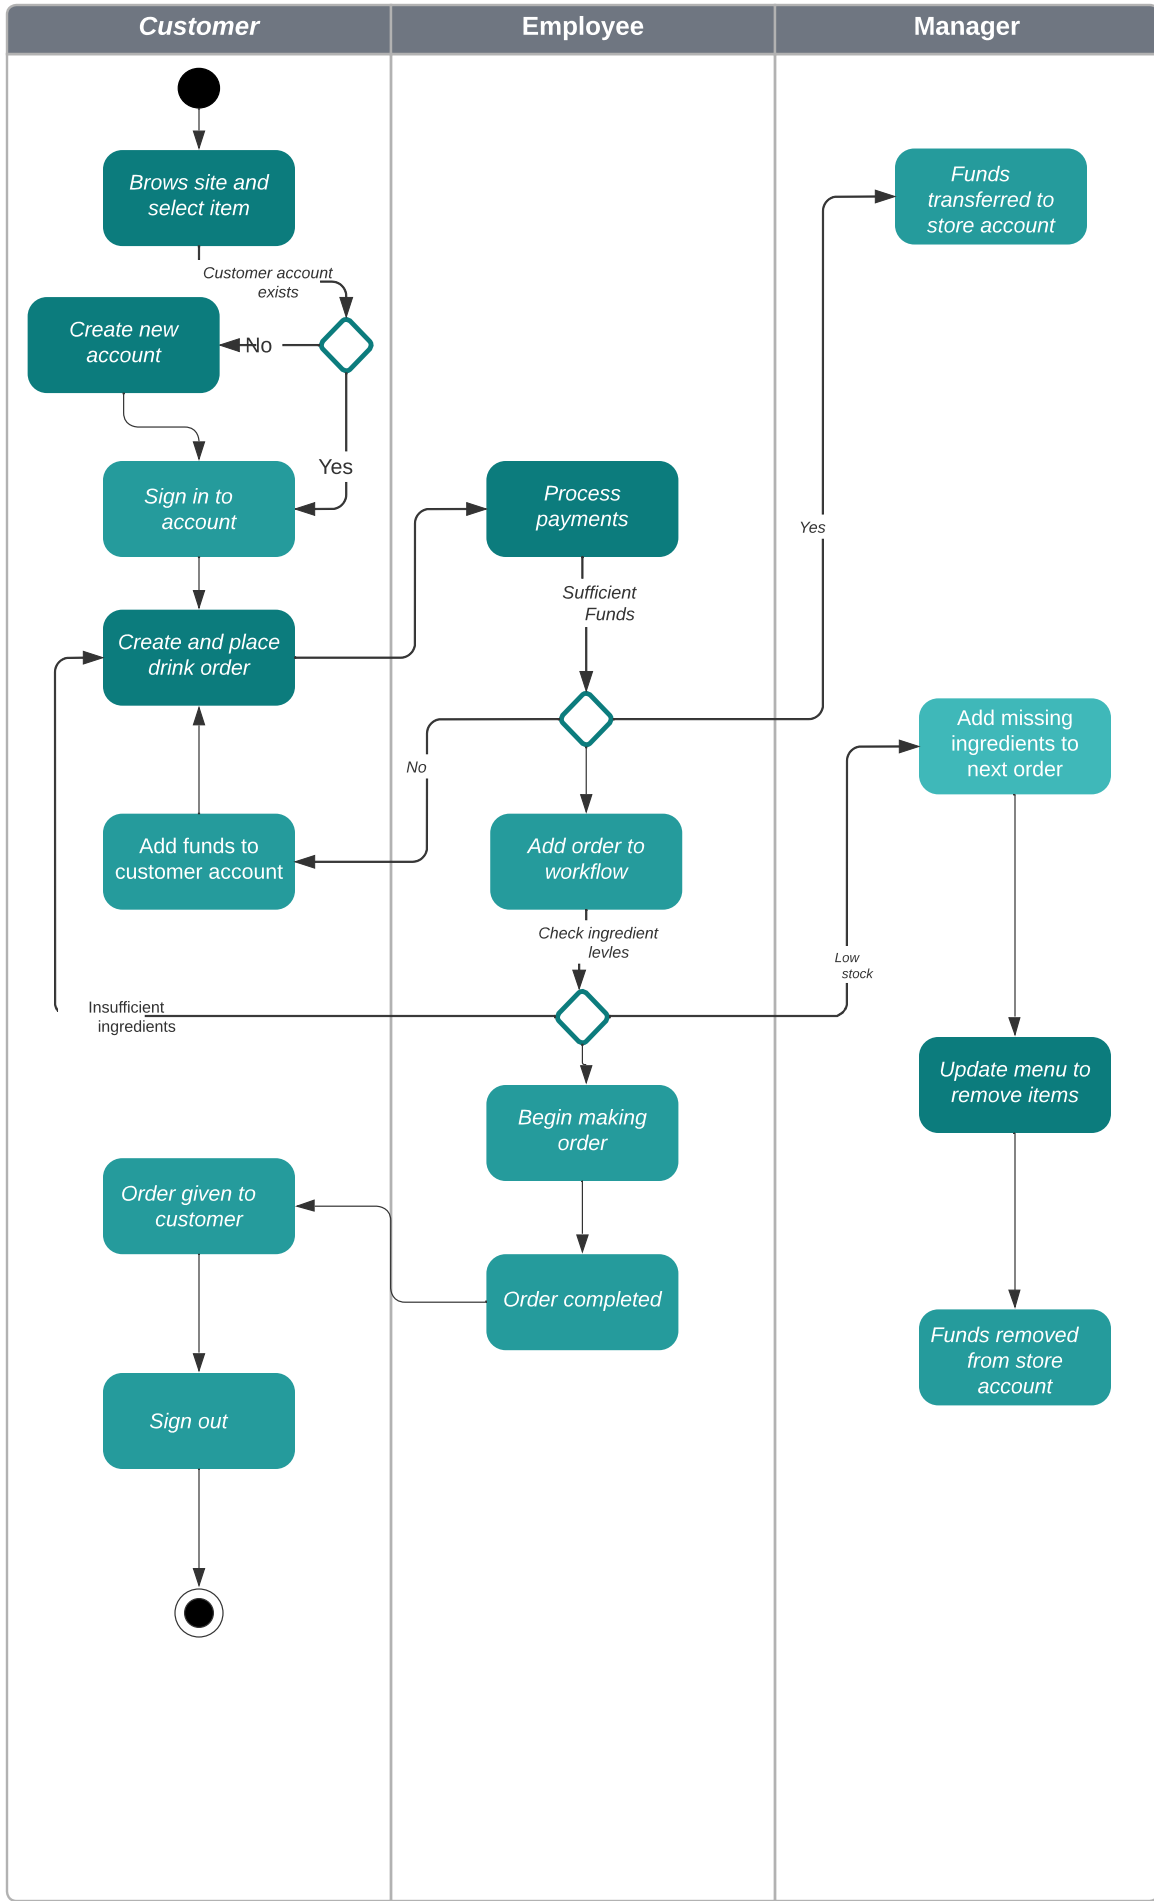 Customer
Employee
Manager
Brows site and
select item
Funds
transferred to
store account
Customer account
exists
Create new
account
No
Yes
Sign in to
account
Process
payments
Yes
Sufficient
Funds
Create and place
drink order
No
Add missing
ingredients to
next order
Add funds to
customer account
Add order to
workflow
Check ingredient
levles
Low
stock
Insufficient
ingredients
Update menu to
remove items
Begin making
order
Order given to
customer
Order completed
Funds removed
from store
account
Sign out